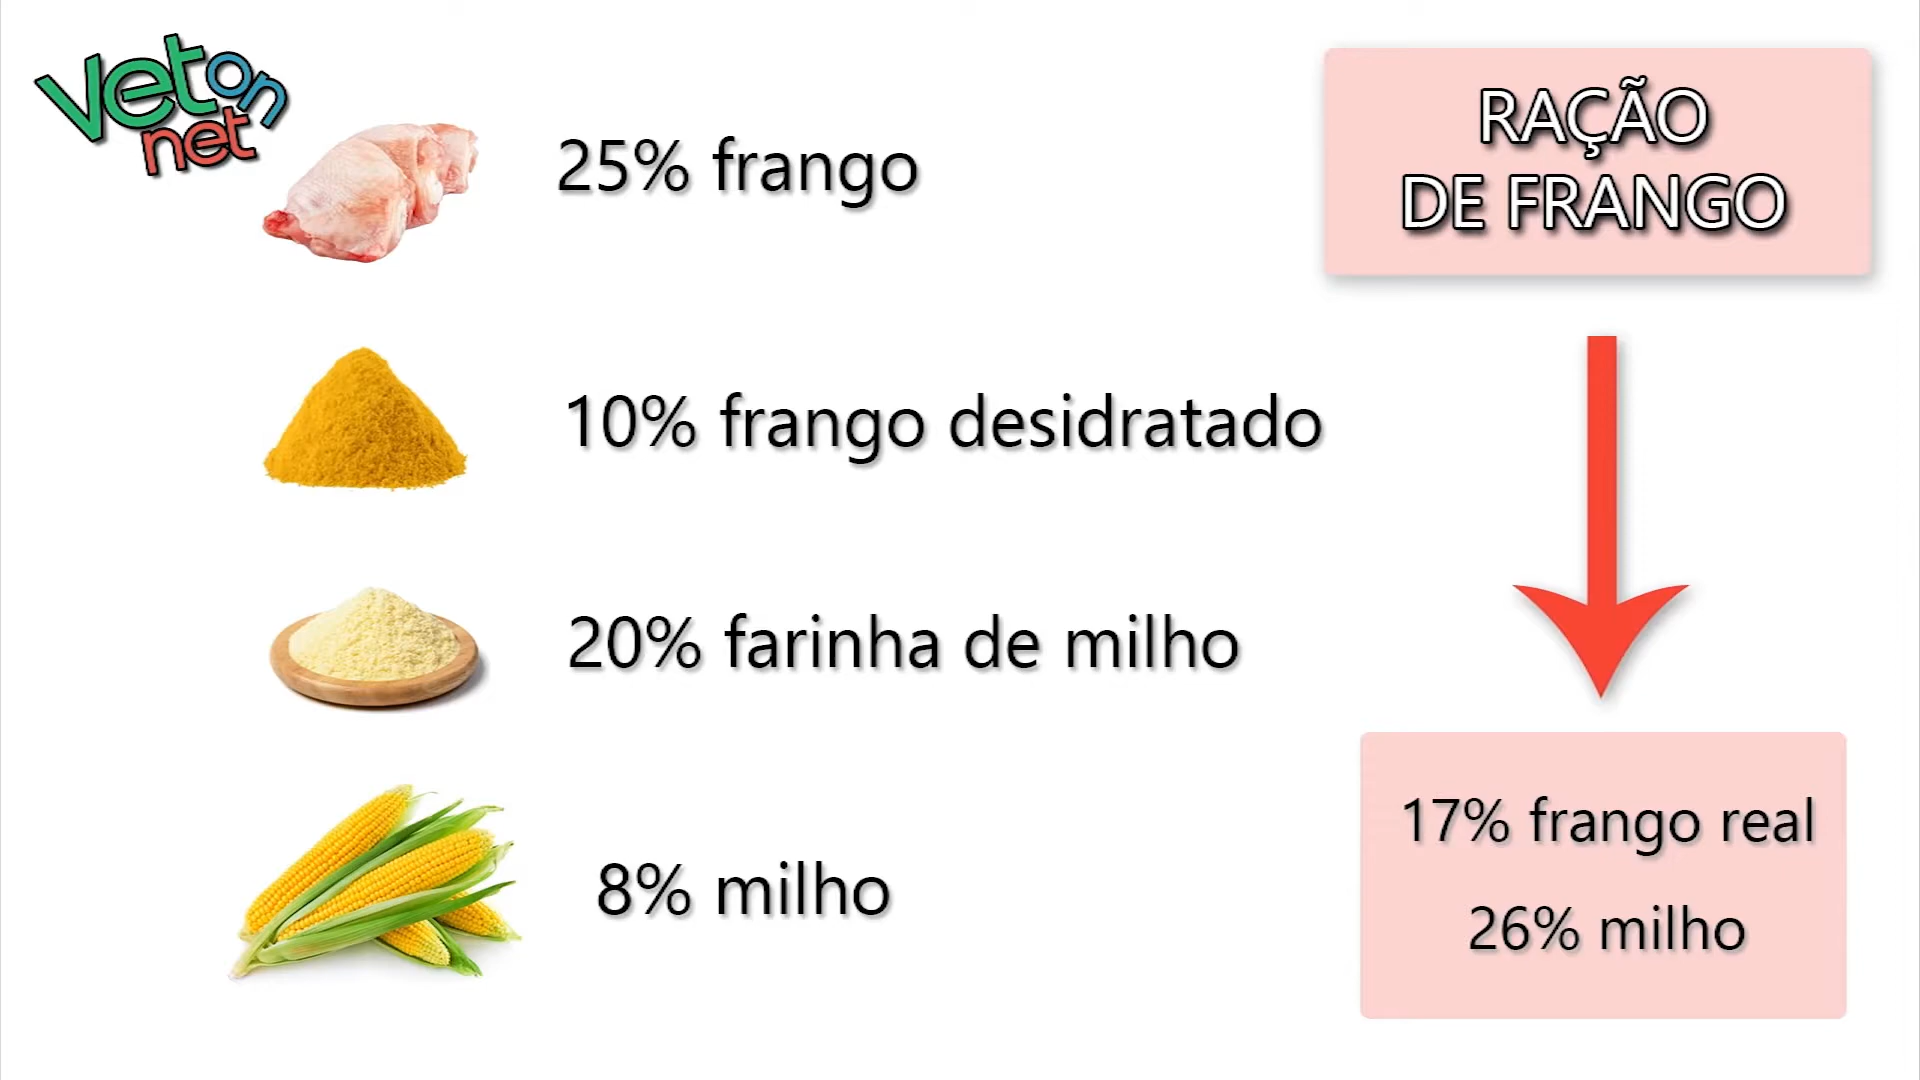 Vet on
net
25% frango
10% frango desidratado
20% farinha de milho
8% milho
RAÇÃO
DE FRANGO
17% frango real
26% milho